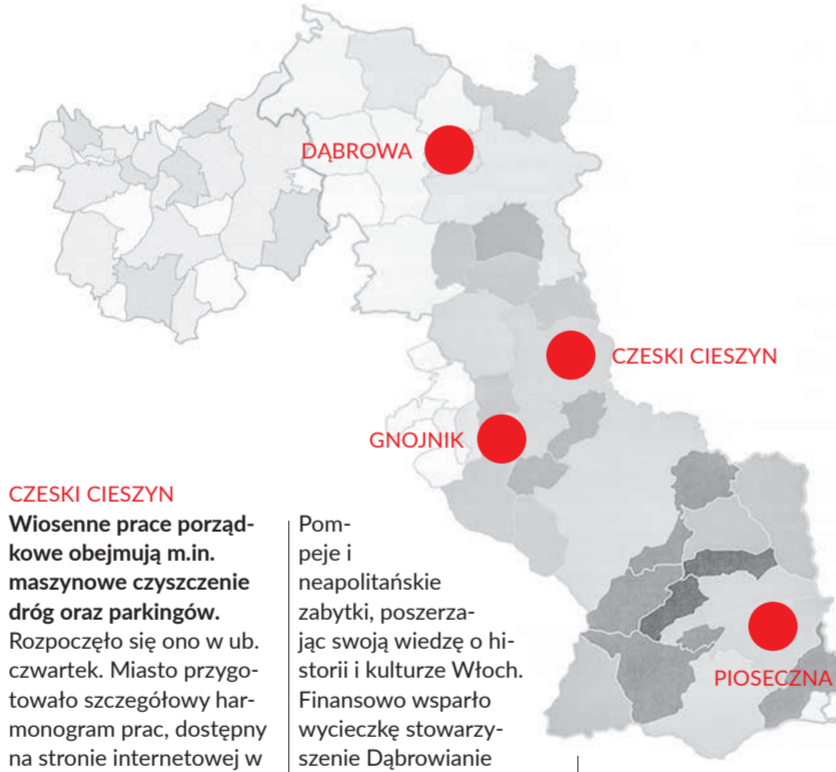 DĄBROWA
CZESKI CIESZYN
GNOJNIK
PIOSECZNA
CZESKI CIESZYN
Wiosenne prace porząd-
kowe obejmują m.in.
maszynowe czyszczenie
dróg oraz parkingów.
Rozpoczęło się ono w ub.
czwartek. Miasto przygo-
towało szczegółowy har-
monogram prac, dostępny
na stronie internetowej w
Pom-
peje i
neapolitańskie
zabytki, poszerza-
jąc swoją wiedzę o hi-
storii i kulturze Włoch.
Finansowo wsparło
wycieczkę stowarzy-
szenie Dąbrowianie